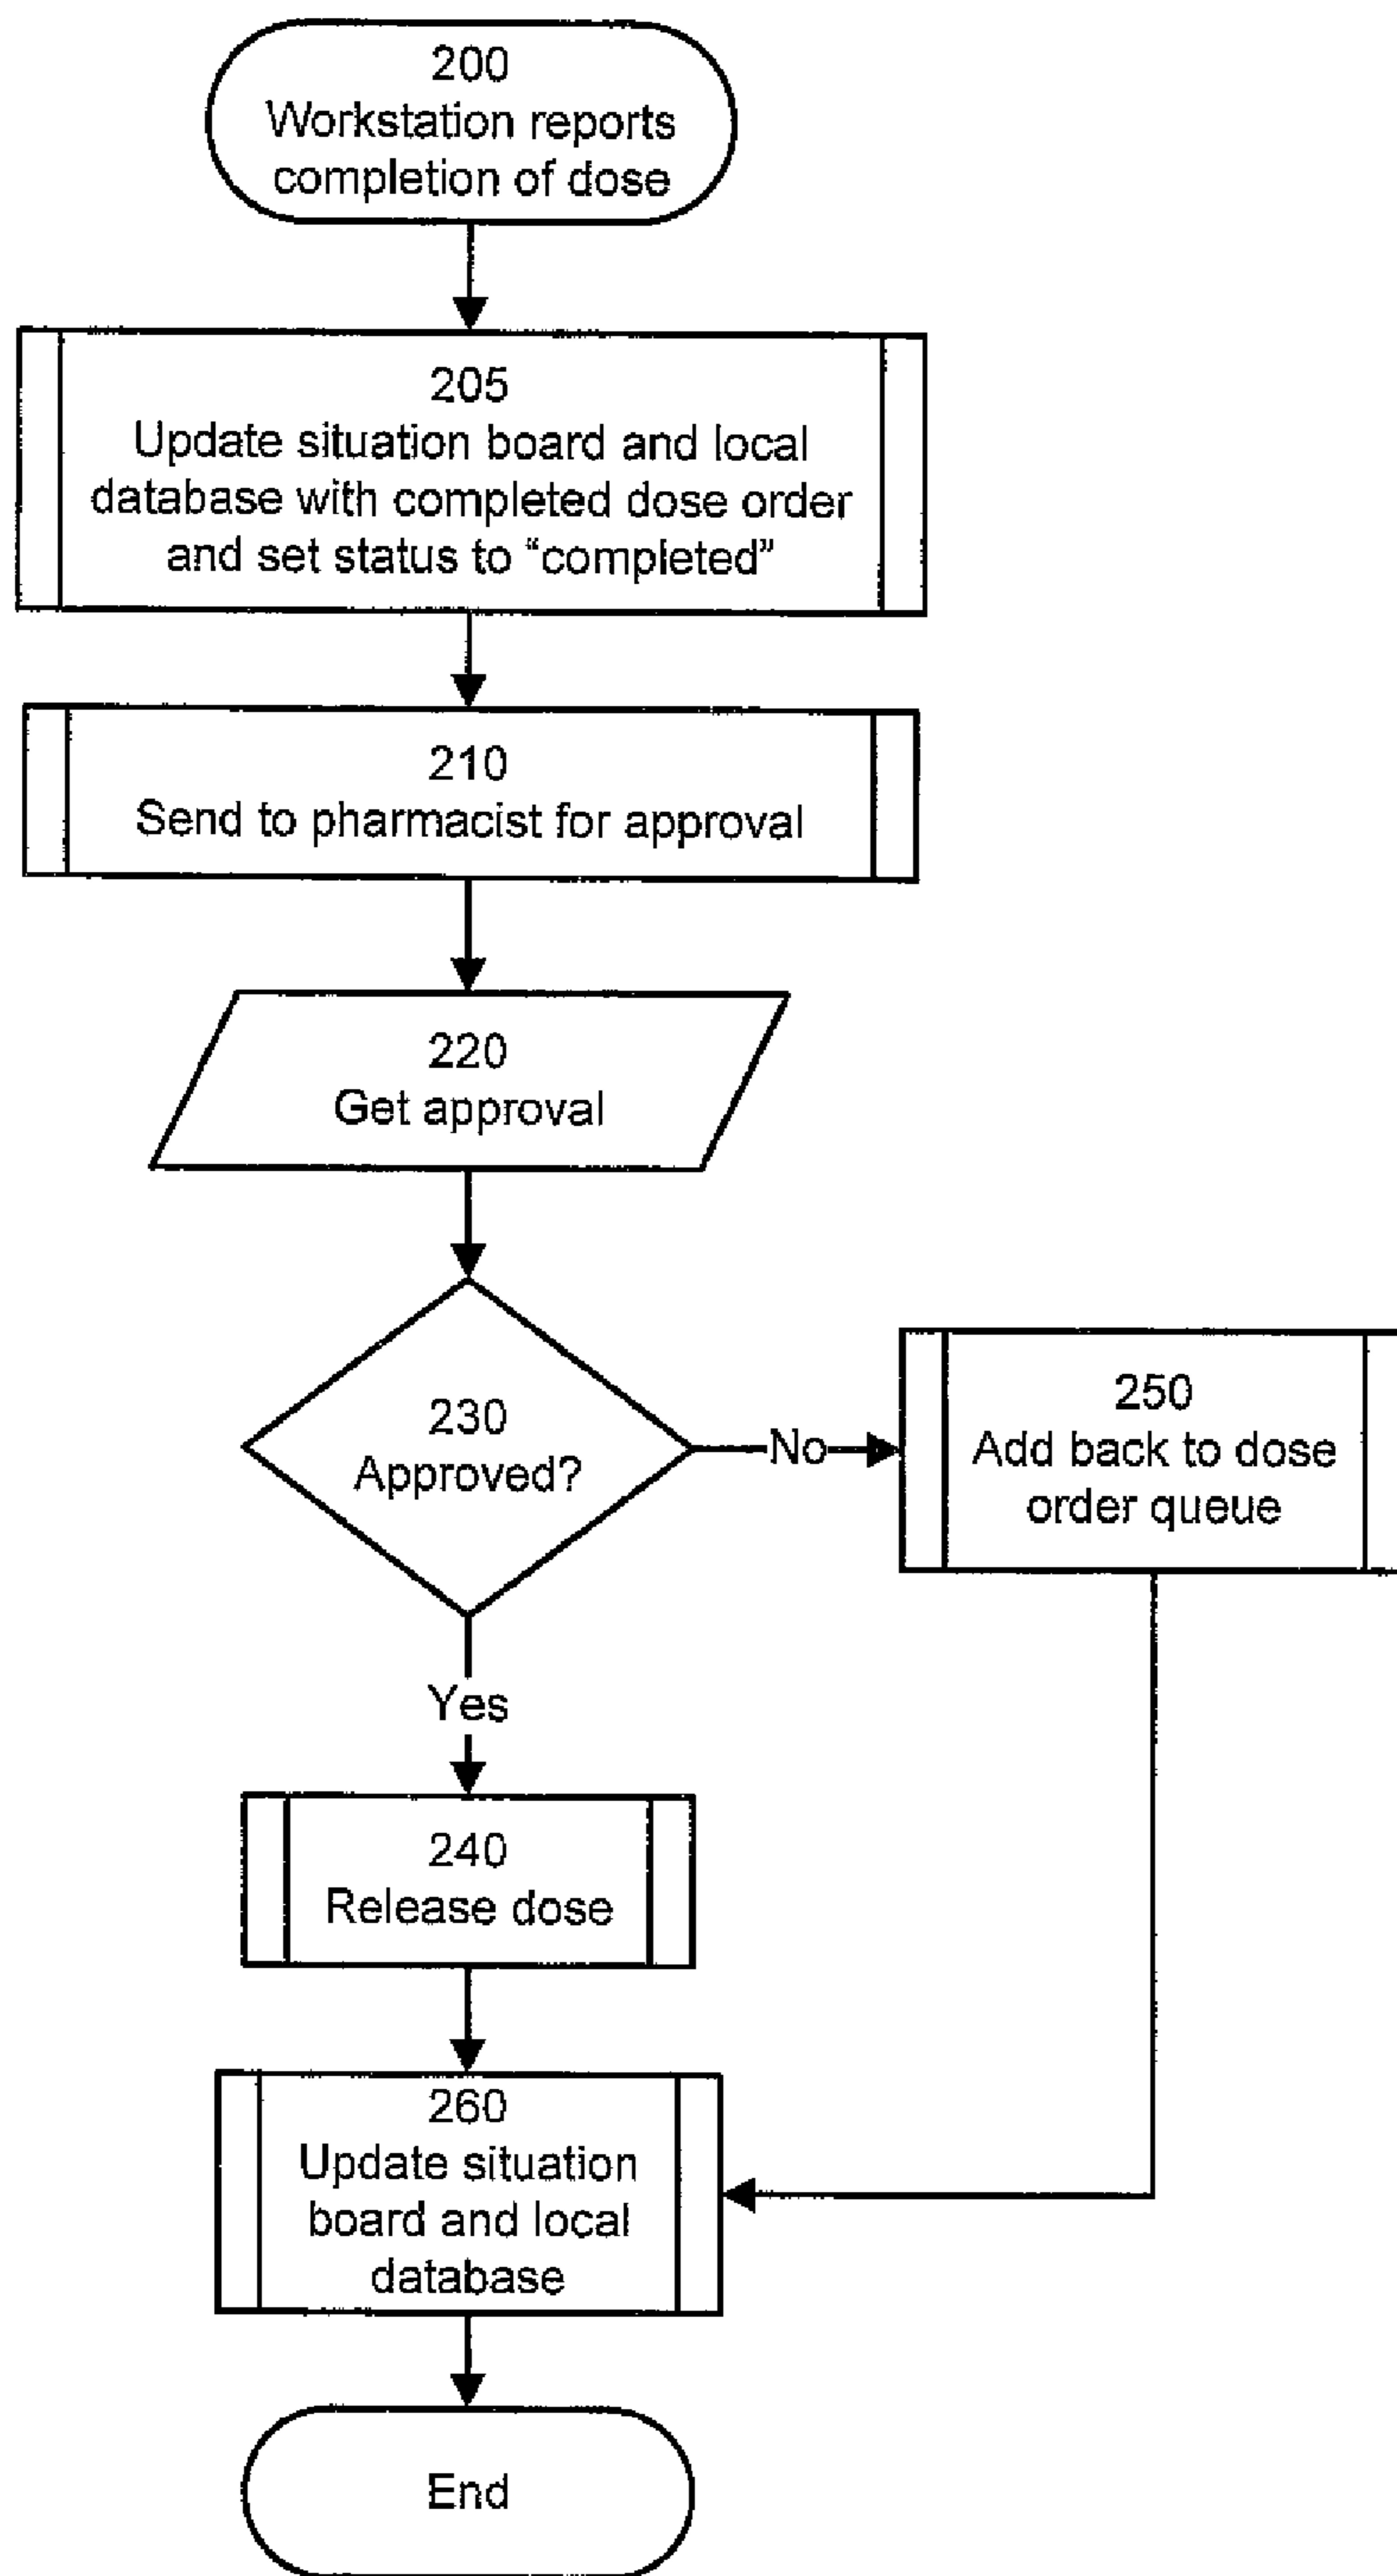 200
Workstation reports
completion of dose
205
Update situation board and local
database with completed dose order
and set status to “completed”
210
Send to pharmacist for approval
220
Get approval
230
Approved?
No
250
Add back to dose
order queue
Yes
240
Release dose
260
Update situation
board and local
database
End